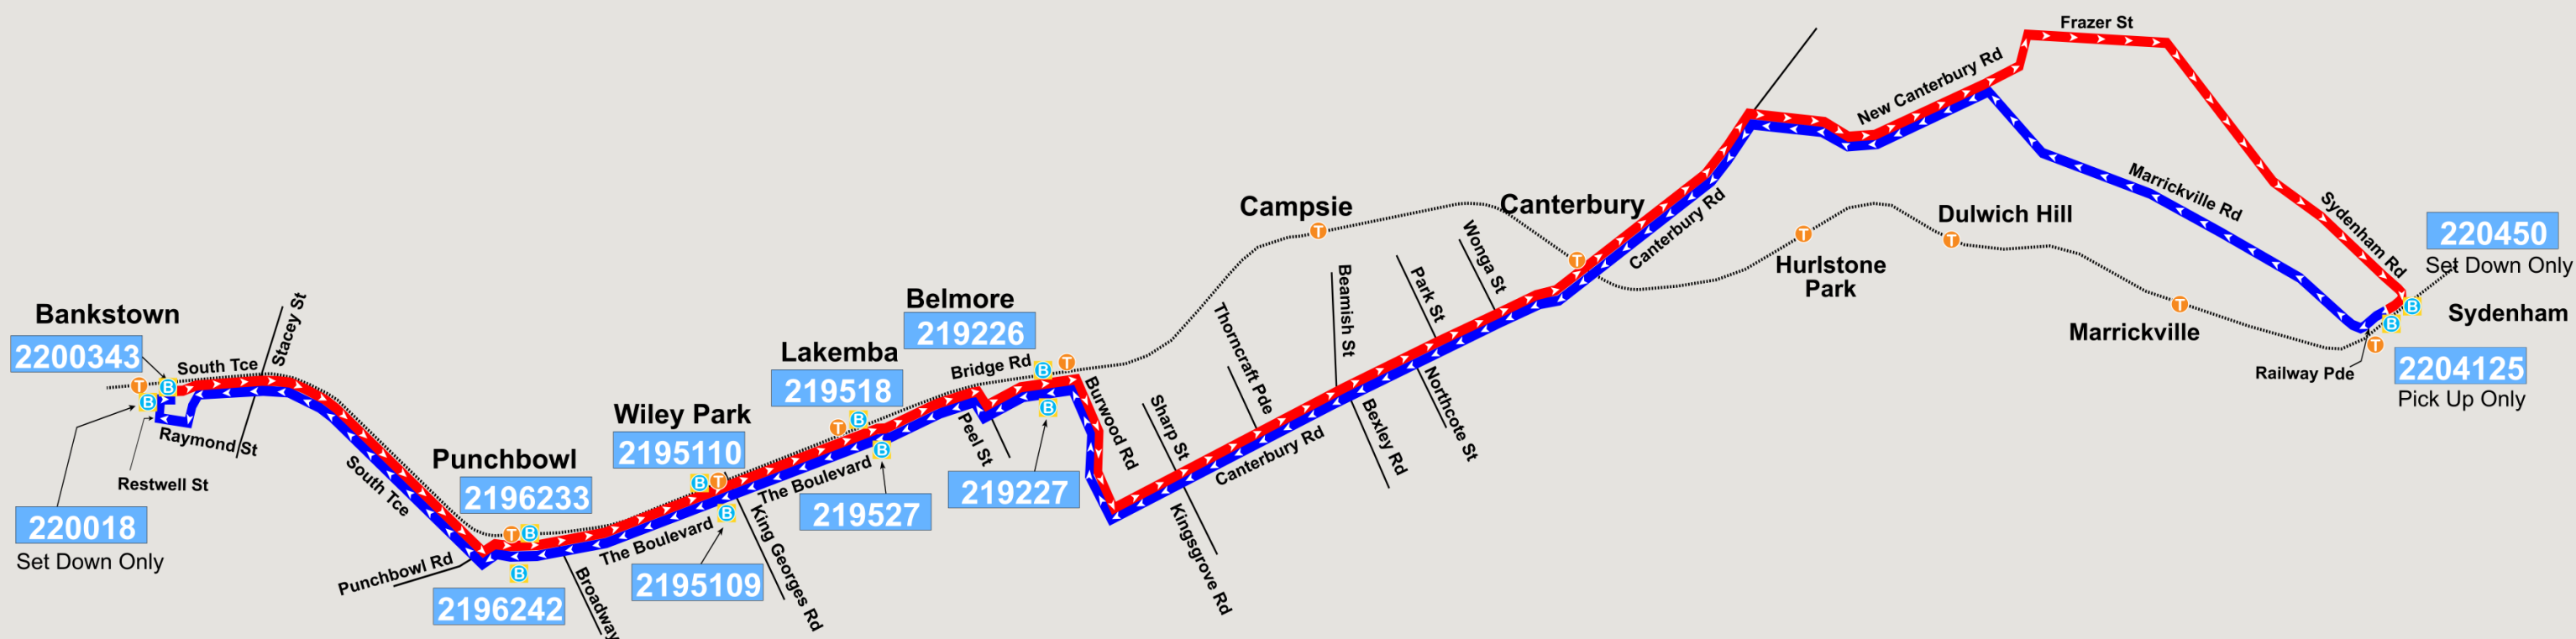 Bankstown
2200343
South Tce
Stacey St
Raymond St
Restwell St
220018
Set Down Only
South Tce
Punchbowl Rd
Punchbowl
2196233
2196242
Broadway
The Boulevard
Wiley Park
2195110
2195109
King Georges Rd
The Boulevard
Lakemba
219518
219527
Belmore
219226
Bridge Rd
Peel St
219227
Burwood Rd
Sharp St
Kingsgrove Rd
Thorncraft Pde
Canterbury Rd
Campsie
Beamish St
Bexley Rd
Park St
Northcote St
Wonga St
Canterbury
Canterbury Rd
Hurlstone
Park
New Canterbury Rd
Frazer St
Dulwich Hill
Marrickville Rd
Marrickville
Sydenham Rd
220450
Set Down Only
Sydenham
Railway Pde
2204125
Pick Up Only
T
B
B
T
B
B
B
T
B
T
B
B
B
T
B
T
T
T
T
T
B
B
T